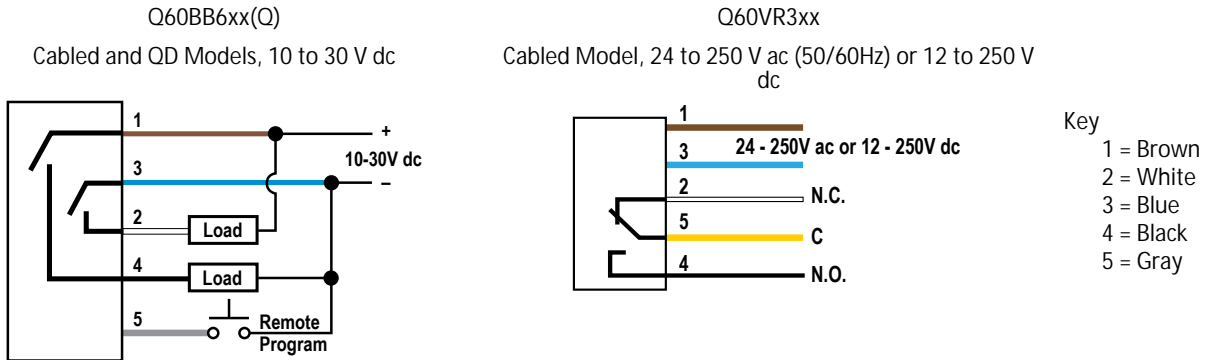 Q60BB6xx(Q)
Cabled and QD Models, 10 to 30 V dc
1
+
10-30V dc
3
–
2
Load
4
Load
5
Remote
Program
Q60VR3xx
Cabled Model, 24 to 250 V ac (50/60Hz) or 12 to 250 V
dc
1
24 - 250V ac or 12 - 250V dc
3
2
N.C.
5
C
4
N.O.
Key
1 = Brown
2 = White
3 = Blue
4 = Black
5 = Gray